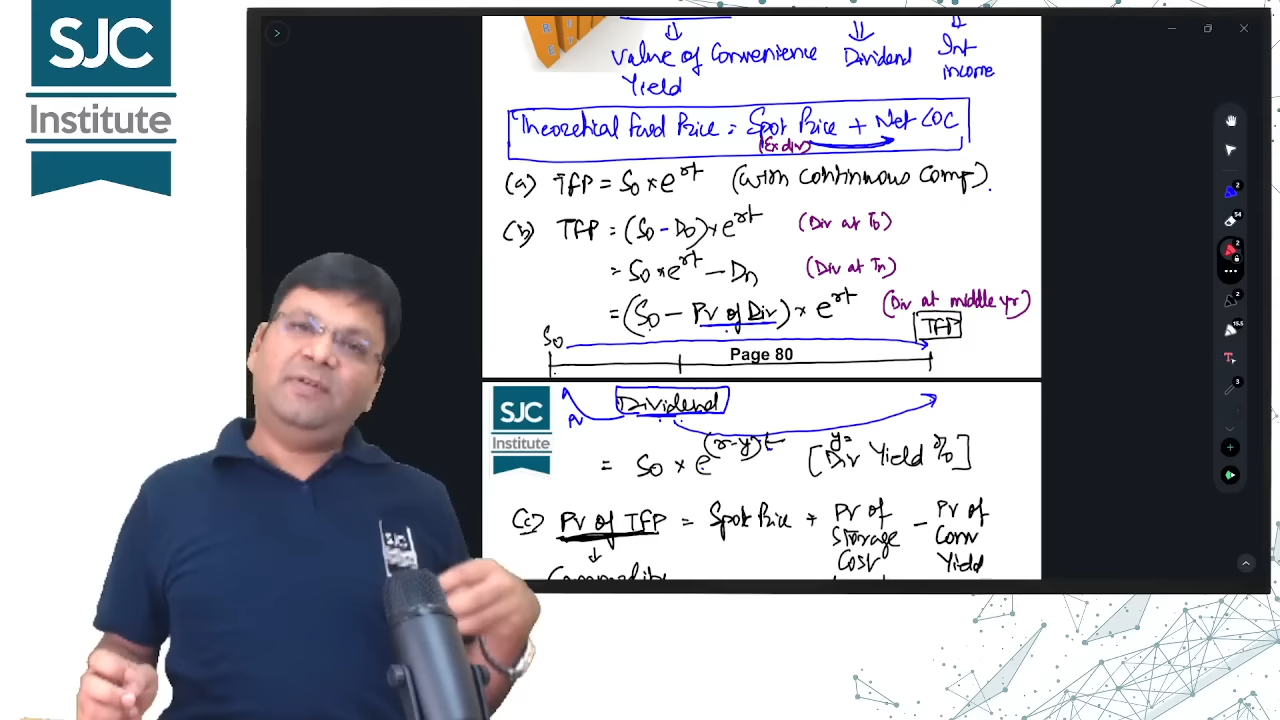 SJC
Institute
Value of Convenience
Yield
Dividend
Int
income
Theoretical Fwd Price = Spot Price + Net COC
(Ex div)
(a) TFP = S0 × e^rt (with continuous comp).
(b) TFP = (S0 - D0) × e^rt (Div at T0)
= S0 × e^rt - Dn (Div at Tn)
= (S0 - PV of Div) × e^rt (Div at middle yr)
S0
TFP
Page 80
SJC
Institute
PV
Dividend
= S0 × e^(r-y)t [y = Div Yield %]
(c) PV of TFP = Spot Price + PV of Storage Cost - PV of Conv Yield
SJC